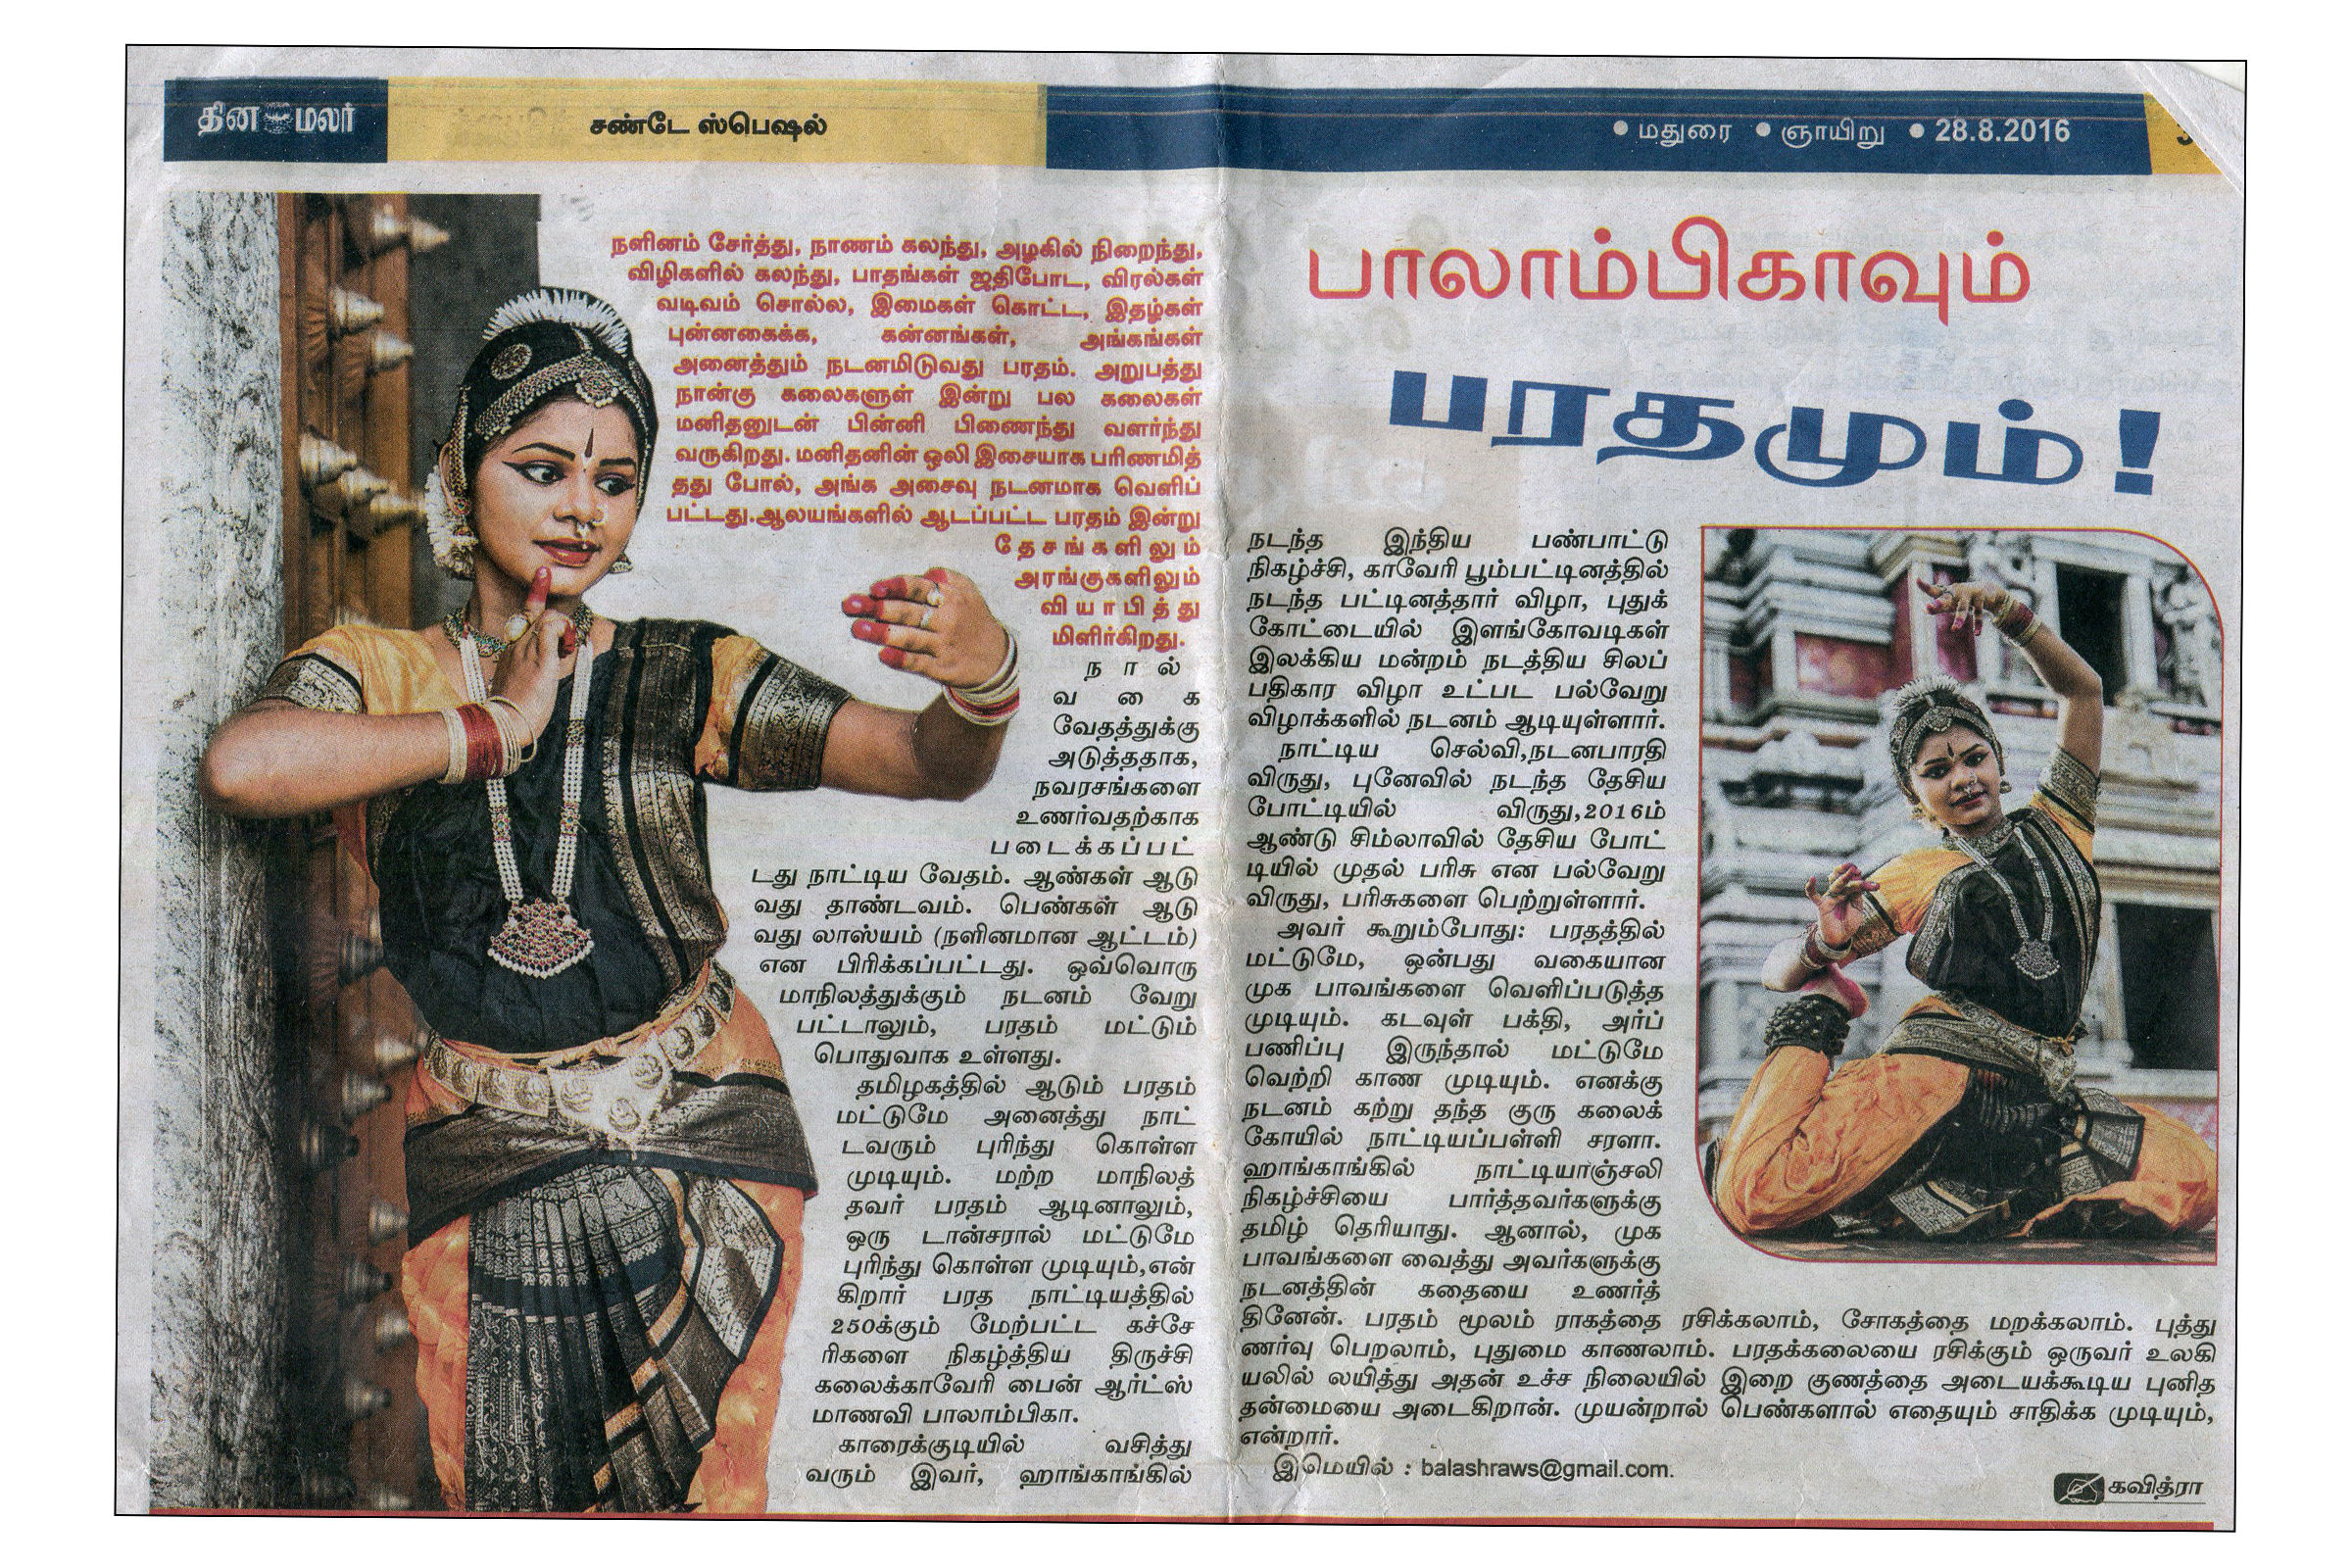 தினமலர்
சண்டே ஸ்பெஷல்
• மதுரை • ஞாயிறு • 28.8.2016
பாலாம்பிகாவும்
பரதமும்!
நளினம் சேர்த்து, நாணம் கலந்து, அழகில் நிறைந்து,
விழிகளில் கலந்து, பாதங்கள் ஜதிபோட, விரல்கள்
வடிவம் சொல்ல, இமைகள் கொட்ட, இதழ்கள்
புன்னகைக்க, கன்னங்கள், அங்கங்கள்
அனைத்தும் நடனமிடுவது பரதம். அறுபத்து
நான்கு கலைகளுள் இன்று பல கலைகள்
மனிதனுடன் பின்னி பிணைந்து வளர்ந்து
வருகிறது. மனிதனின் ஒலி இசையாக பரிணமித்
தது போல், அங்க அசைவு நடனமாக வெளிப்
பட்டது.ஆலயங்களில் ஆடப்பட்ட பரதம் இன்று
தேசங்களிலும்
அரங்குகளிலும்
வியாபித்து
மிளிர்கிறது.
நால்
வகை
வேதத்துக்கு
அடுத்ததாக,
நவரசங்களை
உணர்வதற்காக
படைக்கப்பட்
டது நாட்டிய வேதம். ஆண்கள் ஆடு
வது தாண்டவம். பெண்கள் ஆடு
வது லாஸ்யம் (நளினமான ஆட்டம்)
என பிரிக்கப்பட்டது. ஒவ்வொரு
மாநிலத்துக்கும் நடனம் வேறு
பட்டாலும், பரதம் மட்டும்
பொதுவாக உள்ளது.
தமிழகத்தில் ஆடும் பரதம்
மட்டுமே அனைத்து நாட்
டவரும் புரிந்து கொள்ள
முடியும். மற்ற மாநிலத்
தவர் பரதம் ஆடினாலும்,
ஒரு டான்சரால் மட்டுமே
புரிந்து கொள்ள முடியும்,என்
கிறார் பரத நாட்டியத்தில்
250க்கும் மேற்பட்ட கச்சே
ரிகளை நிகழ்த்திய திருச்சி
கலைக்காவேரி பைன் ஆர்ட்ஸ்
மாணவி பாலாம்பிகா.
காரைக்குடியில் வசித்து
வரும் இவர், ஹாங்காங்கில்
நடந்த இந்திய பண்பாட்டு
நிகழ்ச்சி, காவேரி பூம்பட்டினத்தில்
நடந்த பட்டினத்தார் விழா, புதுக்
கோட்டையில் இளங்கோவடிகள்
இலக்கிய மன்றம் நடத்திய சிலப்
பதிகார விழா உட்பட பல்வேறு
விழாக்களில் நடனம் ஆடியுள்ளார்.
நாட்டிய செல்வி,நடனபாரதி
விருது, புனேவில் நடந்த தேசிய
போட்டியில் விருது,2016ம்
ஆண்டு சிம்லாவில் தேசிய போட்
டியில் முதல் பரிசு என பல்வேறு
விருது, பரிசுகளை பெற்றுள்ளார்.
அவர் கூறும்போது: பரதத்தில்
மட்டுமே, ஒன்பது வகையான
முக பாவங்களை வெளிப்படுத்த
முடியும். கடவுள் பக்தி, அர்ப்
பணிப்பு இருந்தால் மட்டுமே
வெற்றி காண முடியும். எனக்கு
நடனம் கற்று தந்த குரு கலைக்
கோயில் நாட்டியப்பள்ளி சரளா.
ஹாங்காங்கில் நாட்டியாஞ்சலி
நிகழ்ச்சியை பார்த்தவர்களுக்கு
தமிழ் தெரியாது. ஆனால், முக
பாவங்களை வைத்து அவர்களுக்கு
நடனத்தின் கதையை உணர்த்
தினேன். பரதம் மூலம் ராகத்தை ரசிக்கலாம், சோகத்தை மறக்கலாம். புத்து
ணர்வு பெறலாம், புதுமை காணலாம். பரதக்கலையை ரசிக்கும் ஒருவர் உலகி
யலில் லயித்து அதன் உச்ச நிலையில் இறை குணத்தை அடையக்கூடிய புனித
தன்மையை அடைகிறான். முயன்றால் பெண்களால் எதையும் சாதிக்க முடியும்,
என்றார்.
இமெயில் : balashraws@gmail.com.
கவித்ரா